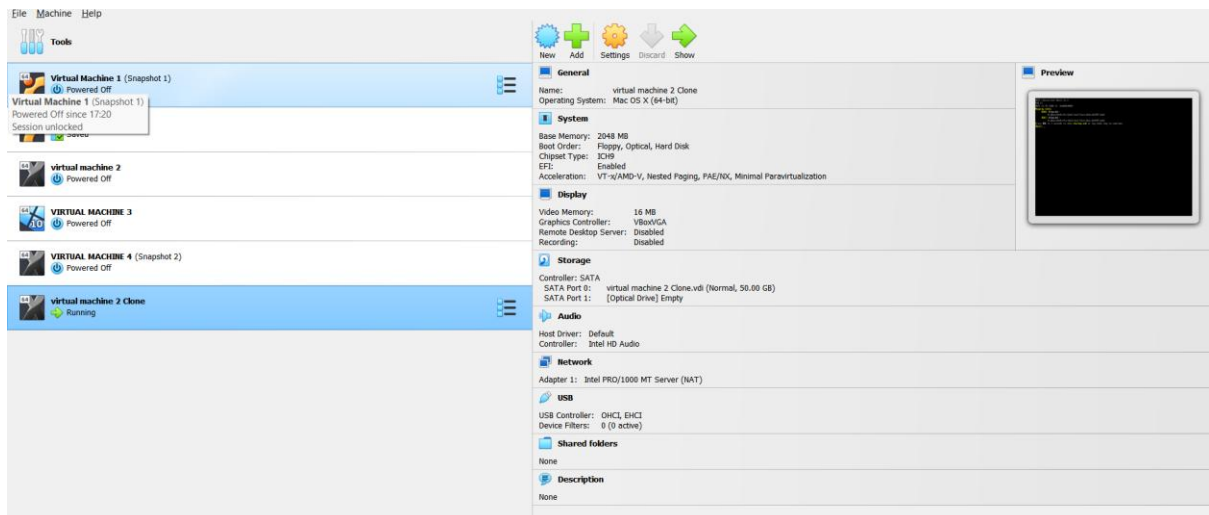 File Machine Help
Tools
New Add Settings Discard Show
64 Virtual Machine 1 (Snapshot 1)
Powered Off
Virtual Machine 1 (Snapshot 1)
Powered Off since 17:20
Session unlocked
Saved
64 virtual machine 2
Powered Off
64 VIRTUAL MACHINE 3
10 Powered Off
64 VIRTUAL MACHINE 4 (Snapshot 2)
Powered Off
64 virtual machine 2 Clone
Running
General
Name: virtual machine 2 Clone
Operating System: Mac OS X (64-bit)
System
Base Memory: 2048 MB
Boot Order: Floppy, Optical, Hard Disk
Chipset Type: ICH9
EFI: Enabled
Acceleration: VT-x/AMD-V, Nested Paging, PAE/NX, Minimal Paravirtualization
Display
Video Memory: 16 MB
Graphics Controller: VBoxVGA
Remote Desktop Server: Disabled
Recording: Disabled
Storage
Controller: SATA
SATA Port 0: virtual machine 2 Clone.vdi (Normal, 50.00 GB)
SATA Port 1: [Optical Drive] Empty
Audio
Host Driver: Default
Controller: Intel HD Audio
Network
Adapter 1: Intel PRO/1000 MT Server (NAT)
USB
USB Controller: OHCI, EHCI
Device Filters: 0 (0 active)
Shared folders
None
Description
None
Preview